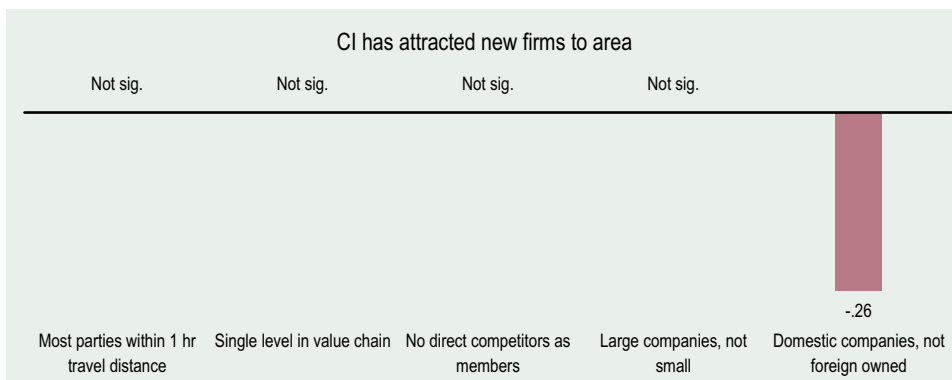 CI has attracted new firms to area
Not sig.
Not sig.
Not sig.
Not sig.
-.26
Most parties within 1 hr
travel distance
Single level in value chain
No direct competitors as
members
Large companies, not
small
Domestic companies, not
foreign owned